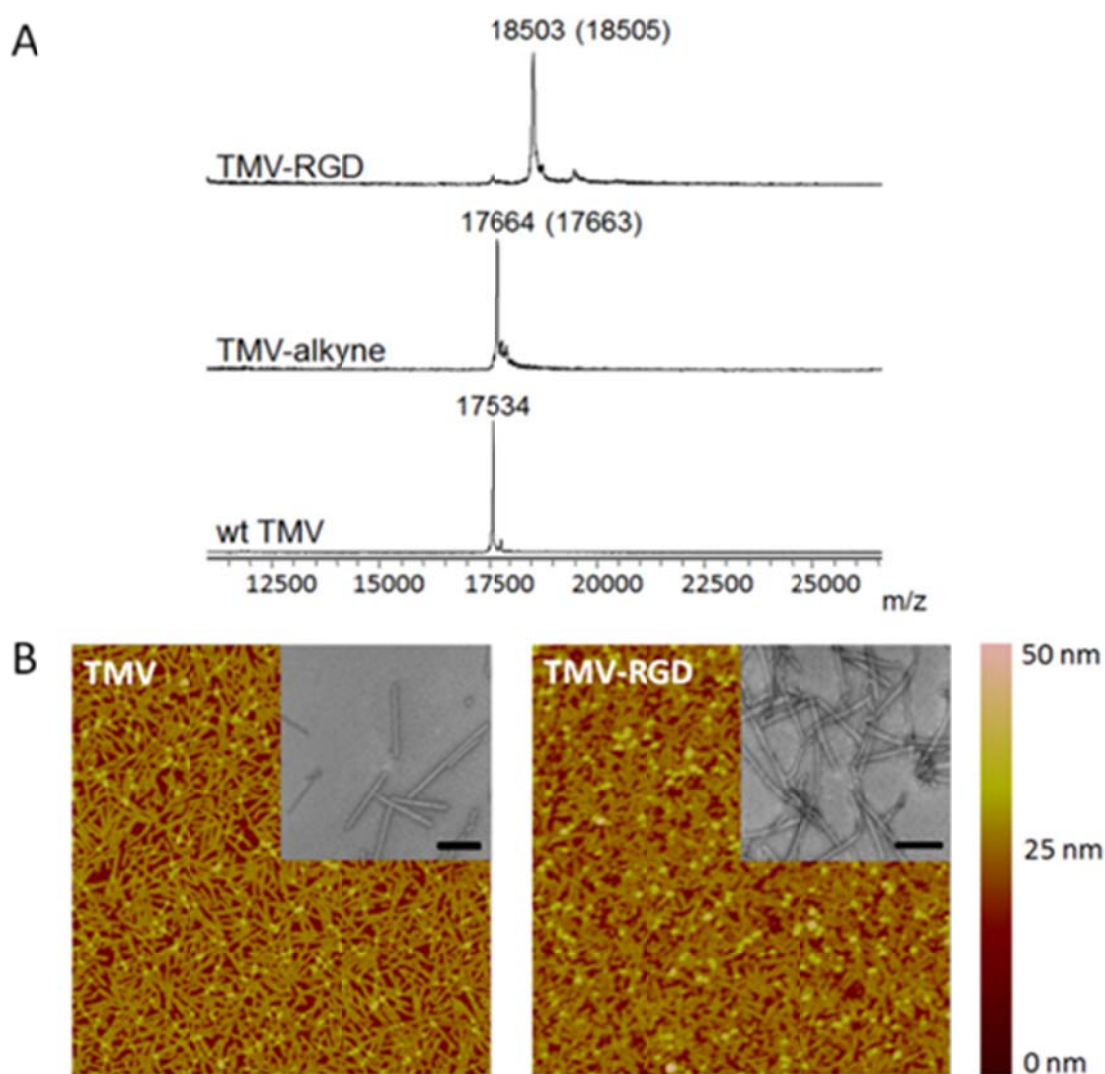 A
18503 (18505)
TMV-RGD
17664 (17663)
TMV-alkyne
17534
wt TMV
12500 15000 17500 20000 22500 25000
m/z
B
TMV
TMV-RGD
50 nm
25 nm
0 nm